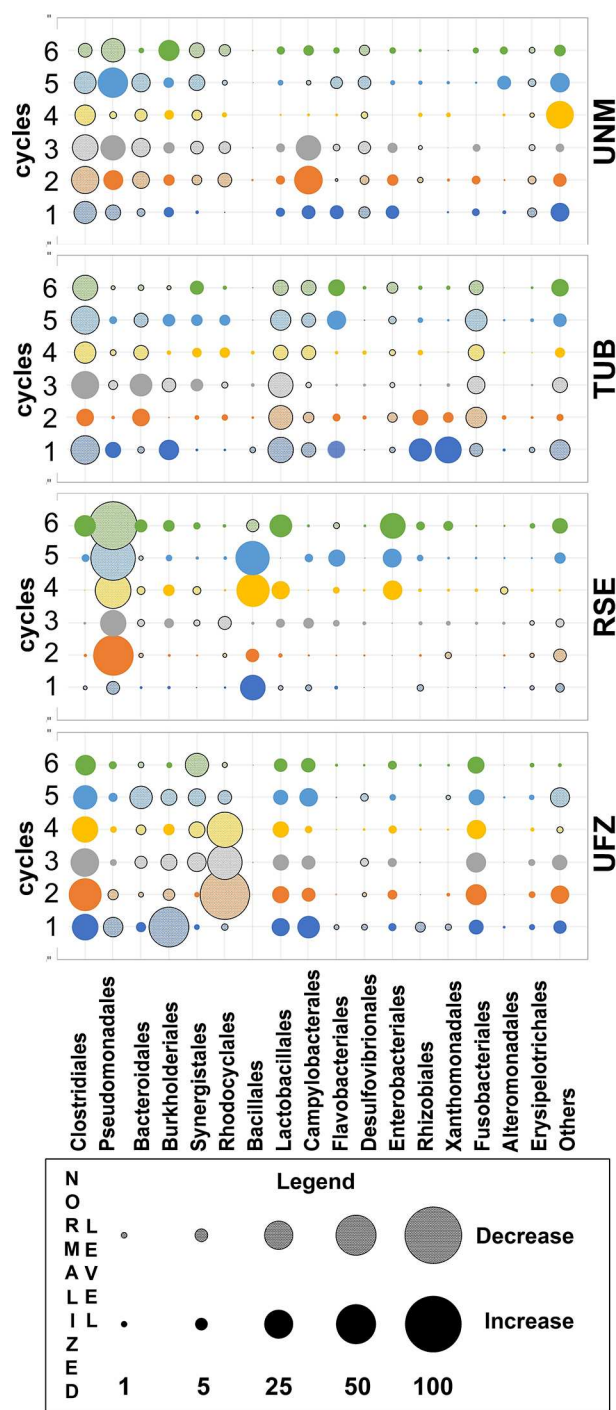 6
5
4
3
2
1
cycles
UNM
6
5
4
3
2
1
cycles
TUB
6
5
4
3
2
1
cycles
RSE
6
5
4
3
2
1
cycles
UFZ
Clostridiales
Pseudomonadales
Bacteroidales
Burkholderiales
Synergistales
Rhodocyclales
Bacillales
Lactobacillales
Campylobacterales
Flavobacteriales
Desulfovibrionales
Enterobacteriales
Rhizobiales
Xanthomonadales
Fusobacteriales
Alteromonadales
Erysipelotrichales
Others
Legend
NORMALIZED
LEVEL
Decrease
Increase
1 5 25 50 100